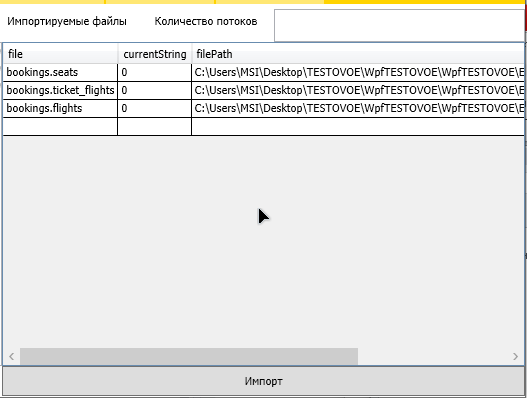 Импортируемые файлы Количество потоков
file currentString filePath
bookings.seats 0 C:\Users\MSI\Desktop\TESTOVOE\WpfTESTOVOE\WpfTESTOVOE\E
bookings.ticket_flights 0 C:\Users\MSI\Desktop\TESTOVOE\WpfTESTOVOE\WpfTESTOVOE\E
bookings.flights 0 C:\Users\MSI\Desktop\TESTOVOE\WpfTESTOVOE\WpfTESTOVOE\E
Импорт